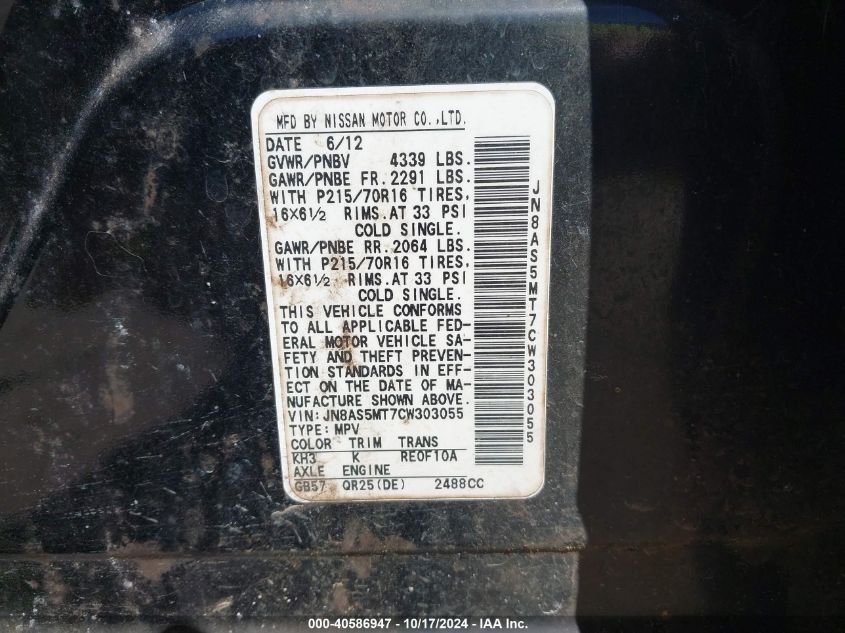 MFD BY NISSAN MOTOR CO.,LTD.
DATE 6/12
GVWR/PNBV 4339 LBS.
GAWR/PNBE FR.2291 LBS.
WITH P215/70R16 TIRES,
16X6½ RIMS.AT 33 PSI
COLD SINGLE.
GAWR/PNBE RR.2064 LBS.
WITH P215/70R16 TIRES,
16X6½ RIMS.AT 33 PSI
COLD SINGLE.
THIS VEHICLE CONFORMS
TO ALL APPLICABLE FED-
ERAL MOTOR VEHICLE SA-
FETY AND THEFT PREVEN-
TION STANDARDS IN EFF-
ECT ON THE DATE OF MA-
NUFACTURE SHOWN ABOVE.
VIN:JN8AS5MT7CW303055
TYPE:MPV
COLOR TRIM TRANS
KH3 K RE0F10A
AXLE ENGINE
GB57 QR25(DE) 2488CC
JN8AS5MT7CW303055
000-40586947 - 10/17/2024 - IAA Inc.